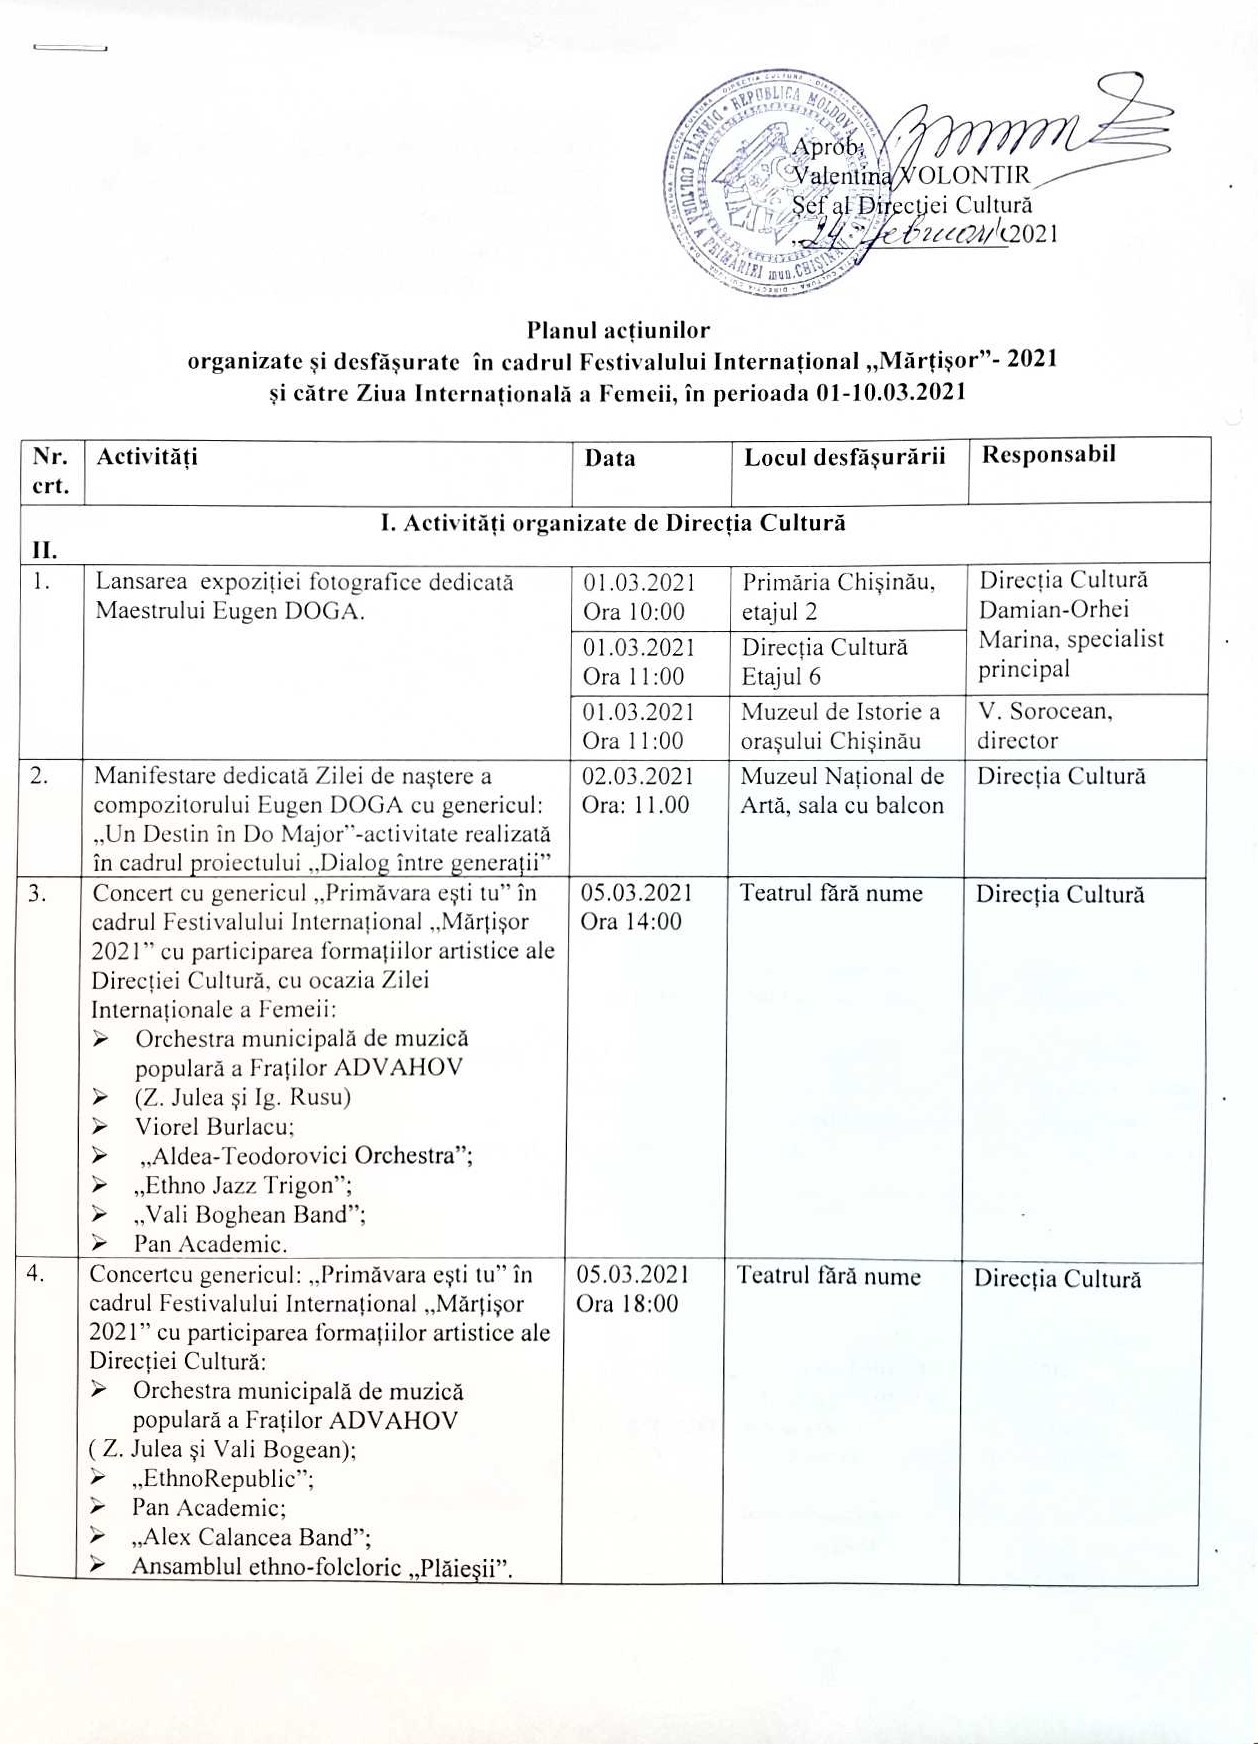 Aprob:
Valentina VOLONTIR
Șef al Direcției Cultură
24 februarie 2021
REPUBLICA MOLDOVA
DIRECȚIA CULTURĂ A PRIMĂRIEI mun.CHIȘINĂU
Planul acțiunilor
organizate și desfășurate în cadrul Festivalului Internațional „Mărțișor”- 2021
și către Ziua Internațională a Femeii, în perioada 01-10.03.2021
Nr. crt. Activități Data Locul desfășurării Responsabil
I. Activități organizate de Direcția Cultură
II.
1. Lansarea expoziției fotografice dedicată
Maestrului Eugen DOGA.
01.03.2021
Ora 10:00
Primăria Chișinău,
etajul 2
Direcția Cultură
Damian-Orhei
Marina, specialist
principal
01.03.2021
Ora 11:00
Direcția Cultură
Etajul 6
01.03.2021
Ora 11:00
Muzeul de Istorie a
orașului Chișinău
V. Sorocean,
director
2. Manifestare dedicată Zilei de naștere a
compozitorului Eugen DOGA cu genericul:
„Un Destin în Do Major”-activitate realizată
în cadrul proiectului „Dialog între generații”
02.03.2021
Ora: 11.00
Muzeul Național de
Artă, sala cu balcon
Direcția Cultură
3. Concert cu genericul „Primăvara ești tu” în
cadrul Festivalului Internațional „Mărțișor
2021” cu participarea formațiilor artistice ale
Direcției Cultură, cu ocazia Zilei
Internaționale a Femeii:
➢ Orchestra municipală de muzică
populară a Fraților ADVAHOV
➢ (Z. Julea și Ig. Rusu)
➢ Viorel Burlacu;
➢ „Aldea-Teodorovici Orchestra”;
➢ „Ethno Jazz Trigon”;
➢ „Vali Boghean Band”;
➢ Pan Academic.
05.03.2021
Ora 14:00
Teatrul fără nume
Direcția Cultură
4. Concertcu genericul: „Primăvara ești tu” în
cadrul Festivalului Internațional „Mărțișor
2021” cu participarea formațiilor artistice ale
Direcției Cultură:
➢ Orchestra municipală de muzică
populară a Fraților ADVAHOV
( Z. Julea și Vali Bogean);
➢ „EthnoRepublic”;
➢ Pan Academic;
➢ „Alex Calancea Band”;
➢ Ansamblul ethno-folcloric „Plăieșii”.
05.03.2021
Ora 18:00
Teatrul fără nume
Direcția Cultură